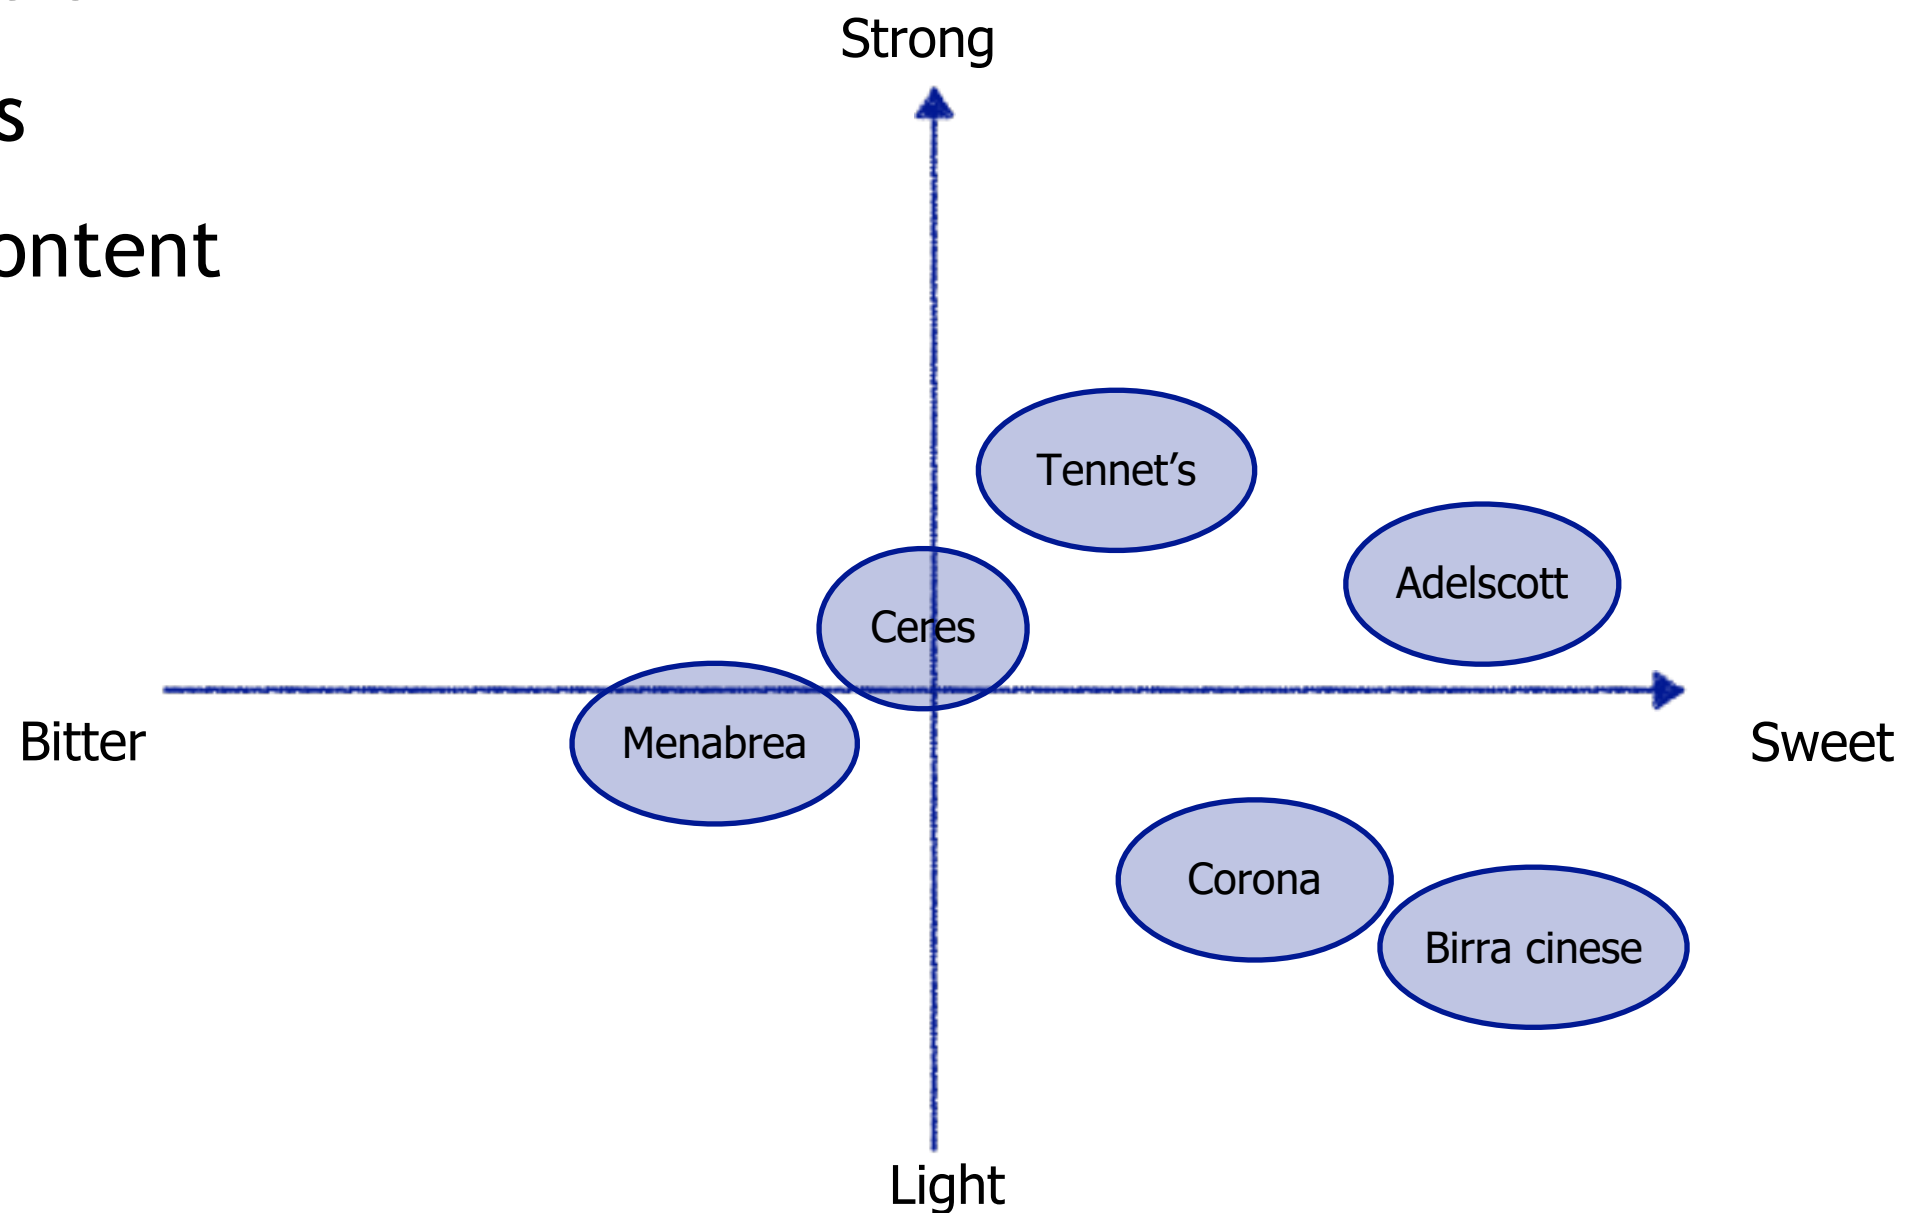 Strong
s
ontent
Tennet’s
Adelscott
Ceres
Bitter
Menabrea
Sweet
Corona
Birra cinese
Light